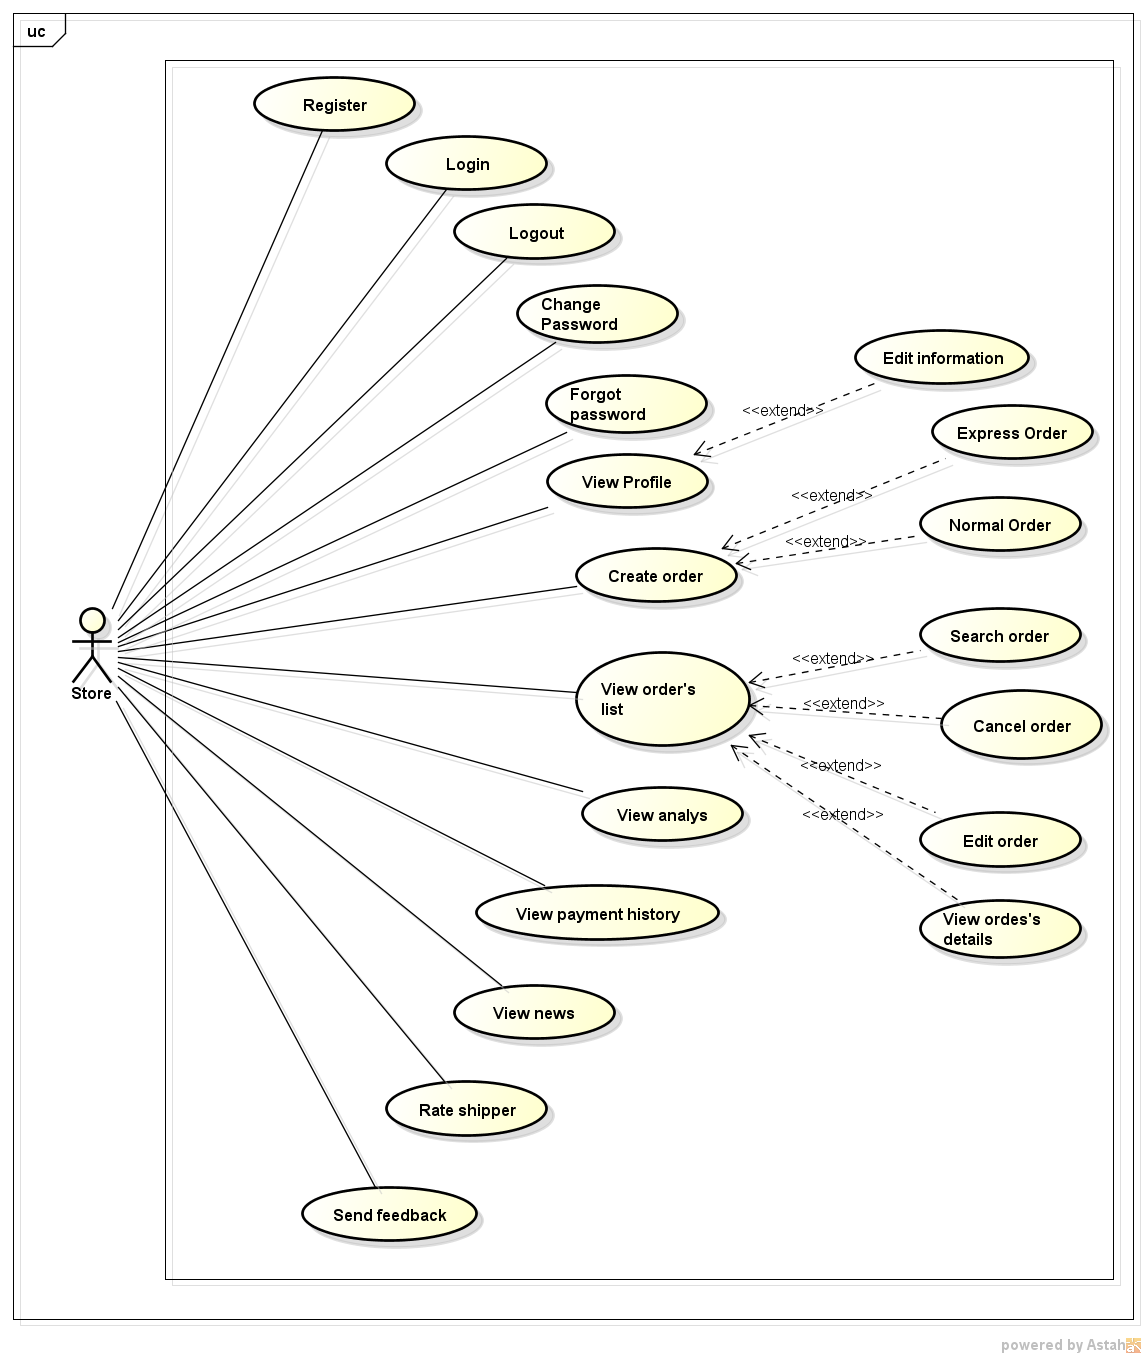 uc
Register
Login
Logout
Change
Password
Edit information
Forgot
password
<<extend>>
Express Order
View Profile
<<extend>>
Normal Order
<<extend>>
Create order
Search order
<<extend>>
Store
View order's
list
<<extend>>
Cancel order
<<extend>>
View analys
<<extend>>
Edit order
View payment history
View ordes's
details
View news
Rate shipper
Send feedback
powered by Astah